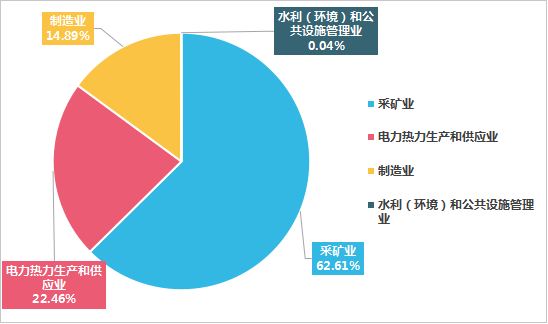 制造业
14.89%
水利（环境）和公
共设施管理业
0.04%
采矿业
电力热力生产和供应业
制造业
水利（环境）和公共设施管理
业
采矿业
62.61%
电力热力生产和供
应业
22.46%